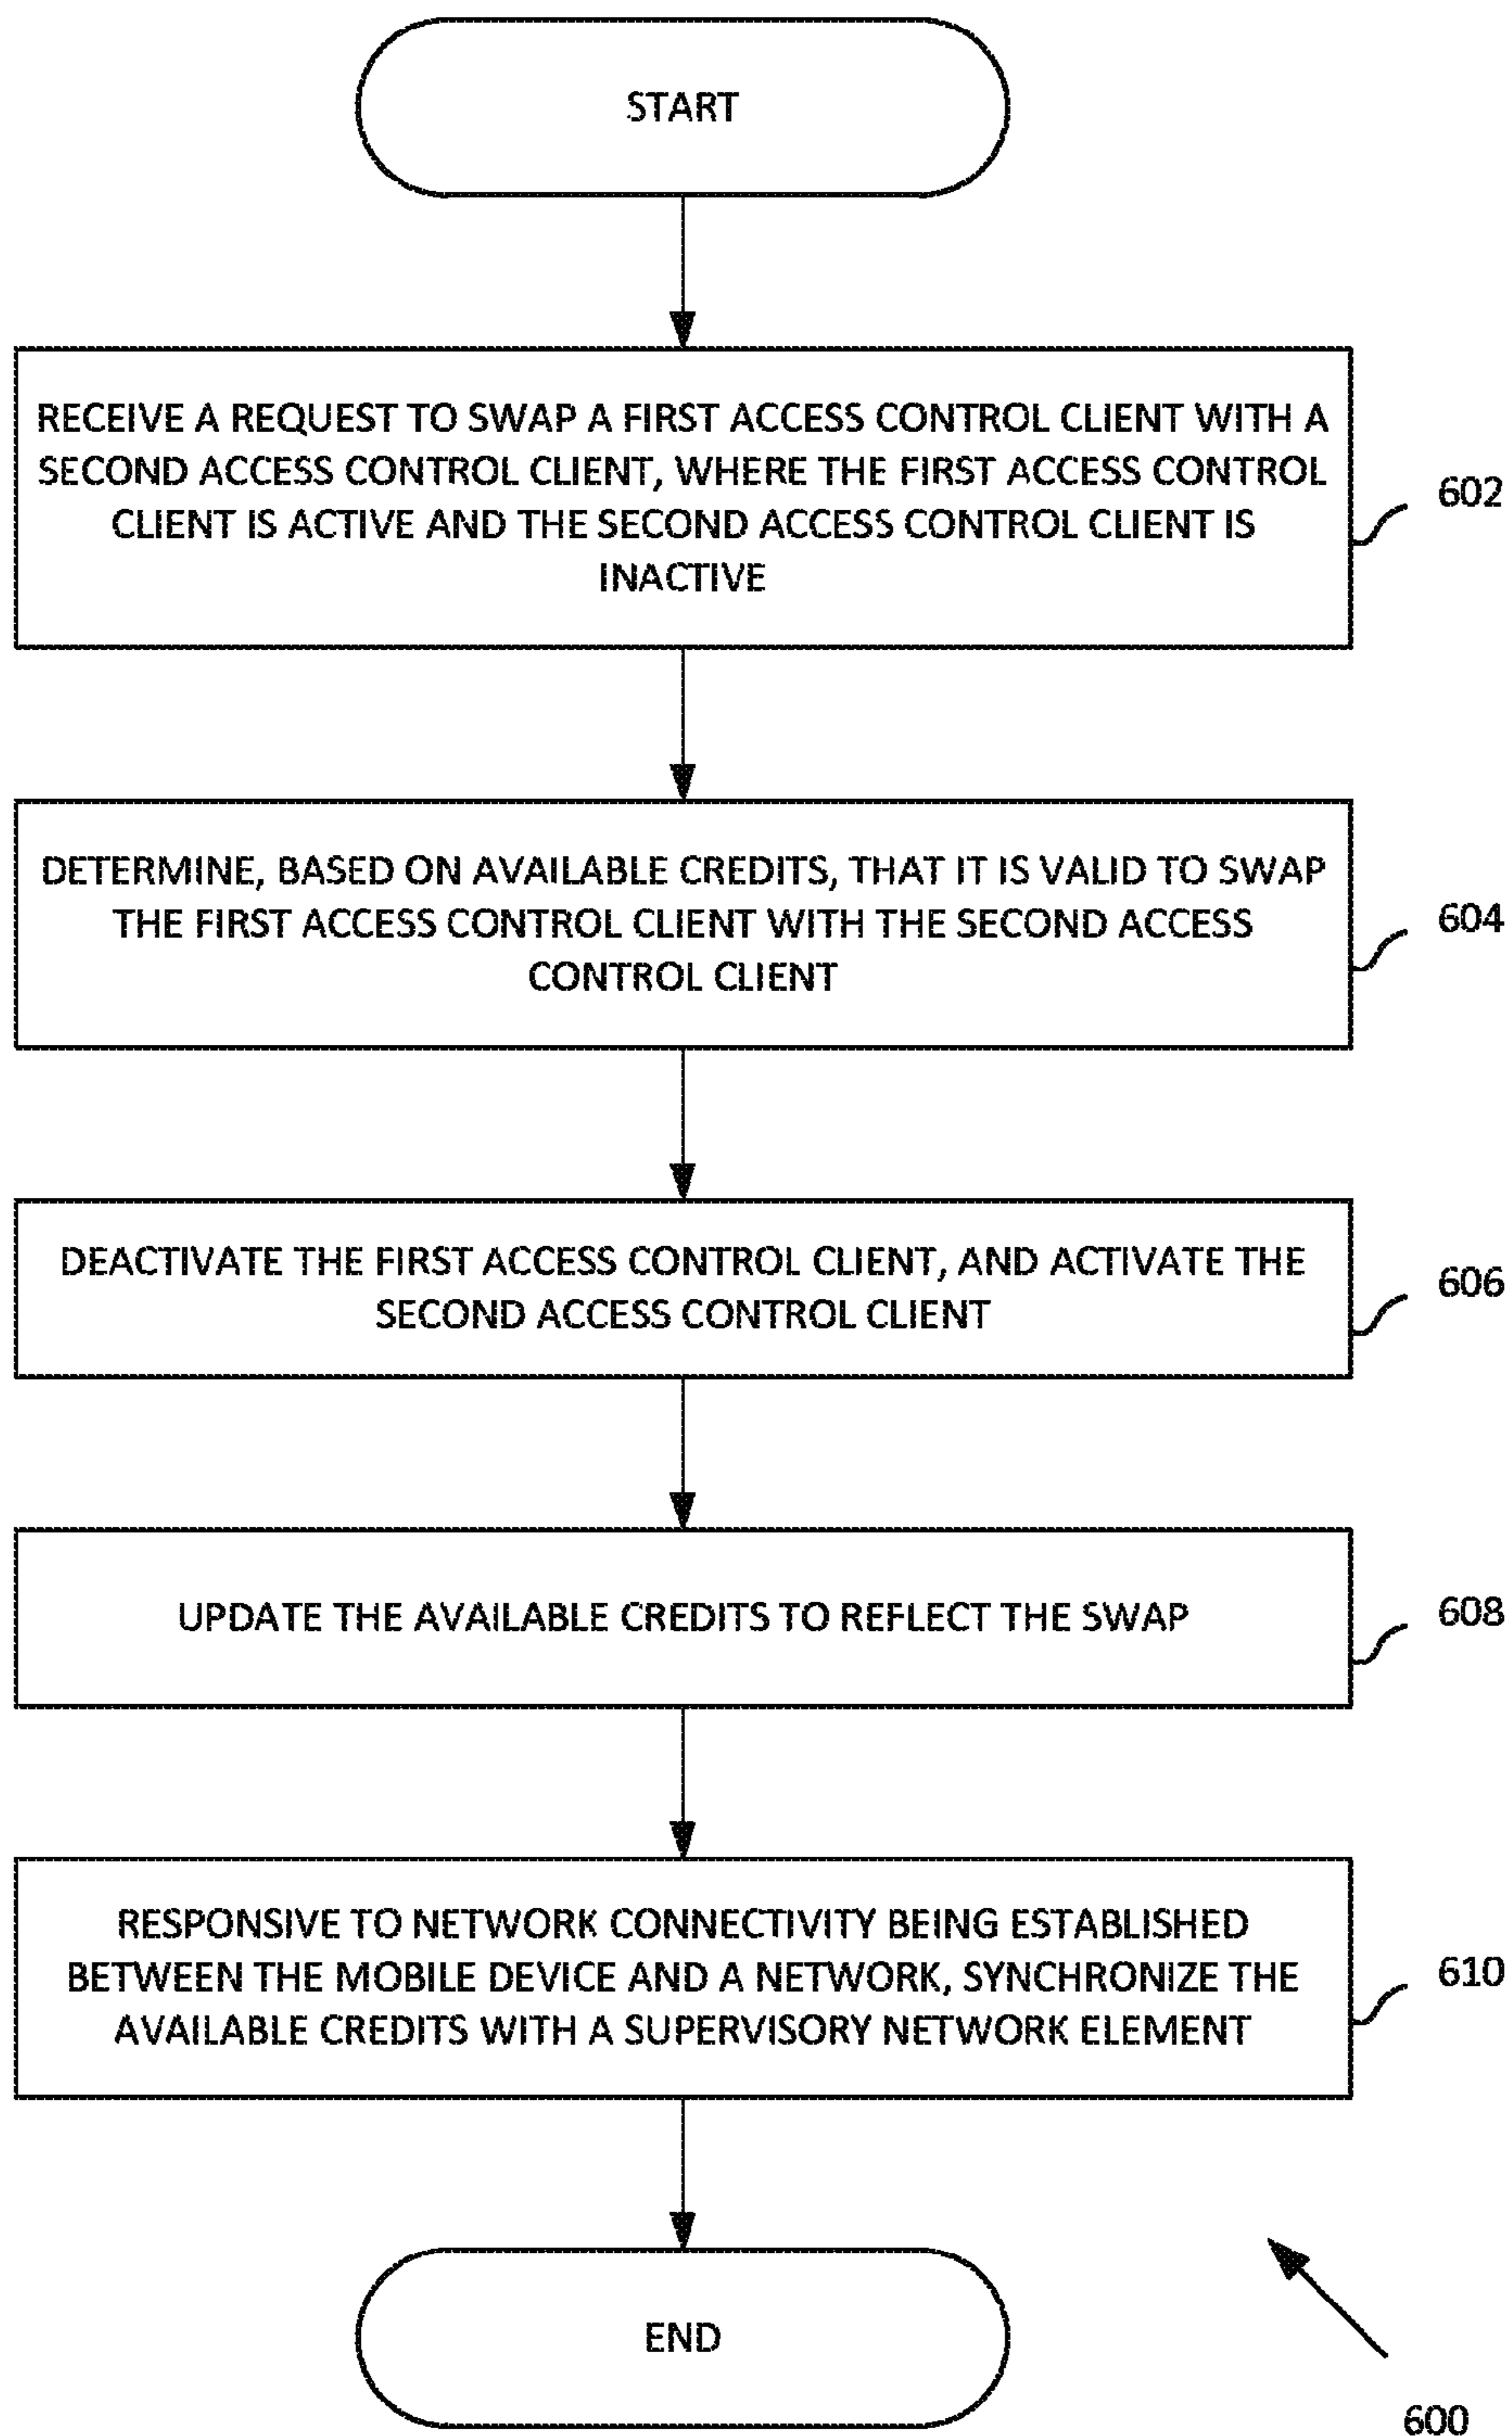 START
RECEIVE A REQUEST TO SWAP A FIRST ACCESS CONTROL CLIENT WITH A
SECOND ACCESS CONTROL CLIENT, WHERE THE FIRST ACCESS CONTROL
CLIENT IS ACTIVE AND THE SECOND ACCESS CONTROL CLIENT IS
INACTIVE
602
DETERMINE, BASED ON AVAILABLE CREDITS, THAT IT IS VALID TO SWAP
THE FIRST ACCESS CONTROL CLIENT WITH THE SECOND ACCESS
CONTROL CLIENT
604
DEACTIVATE THE FIRST ACCESS CONTROL CLIENT, AND ACTIVATE THE
SECOND ACCESS CONTROL CLIENT
606
UPDATE THE AVAILABLE CREDITS TO REFLECT THE SWAP
608
RESPONSIVE TO NETWORK CONNECTIVITY BEING ESTABLISHED
BETWEEN THE MOBILE DEVICE AND A NETWORK, SYNCHRONIZE THE
AVAILABLE CREDITS WITH A SUPERVISORY NETWORK ELEMENT
610
END
600